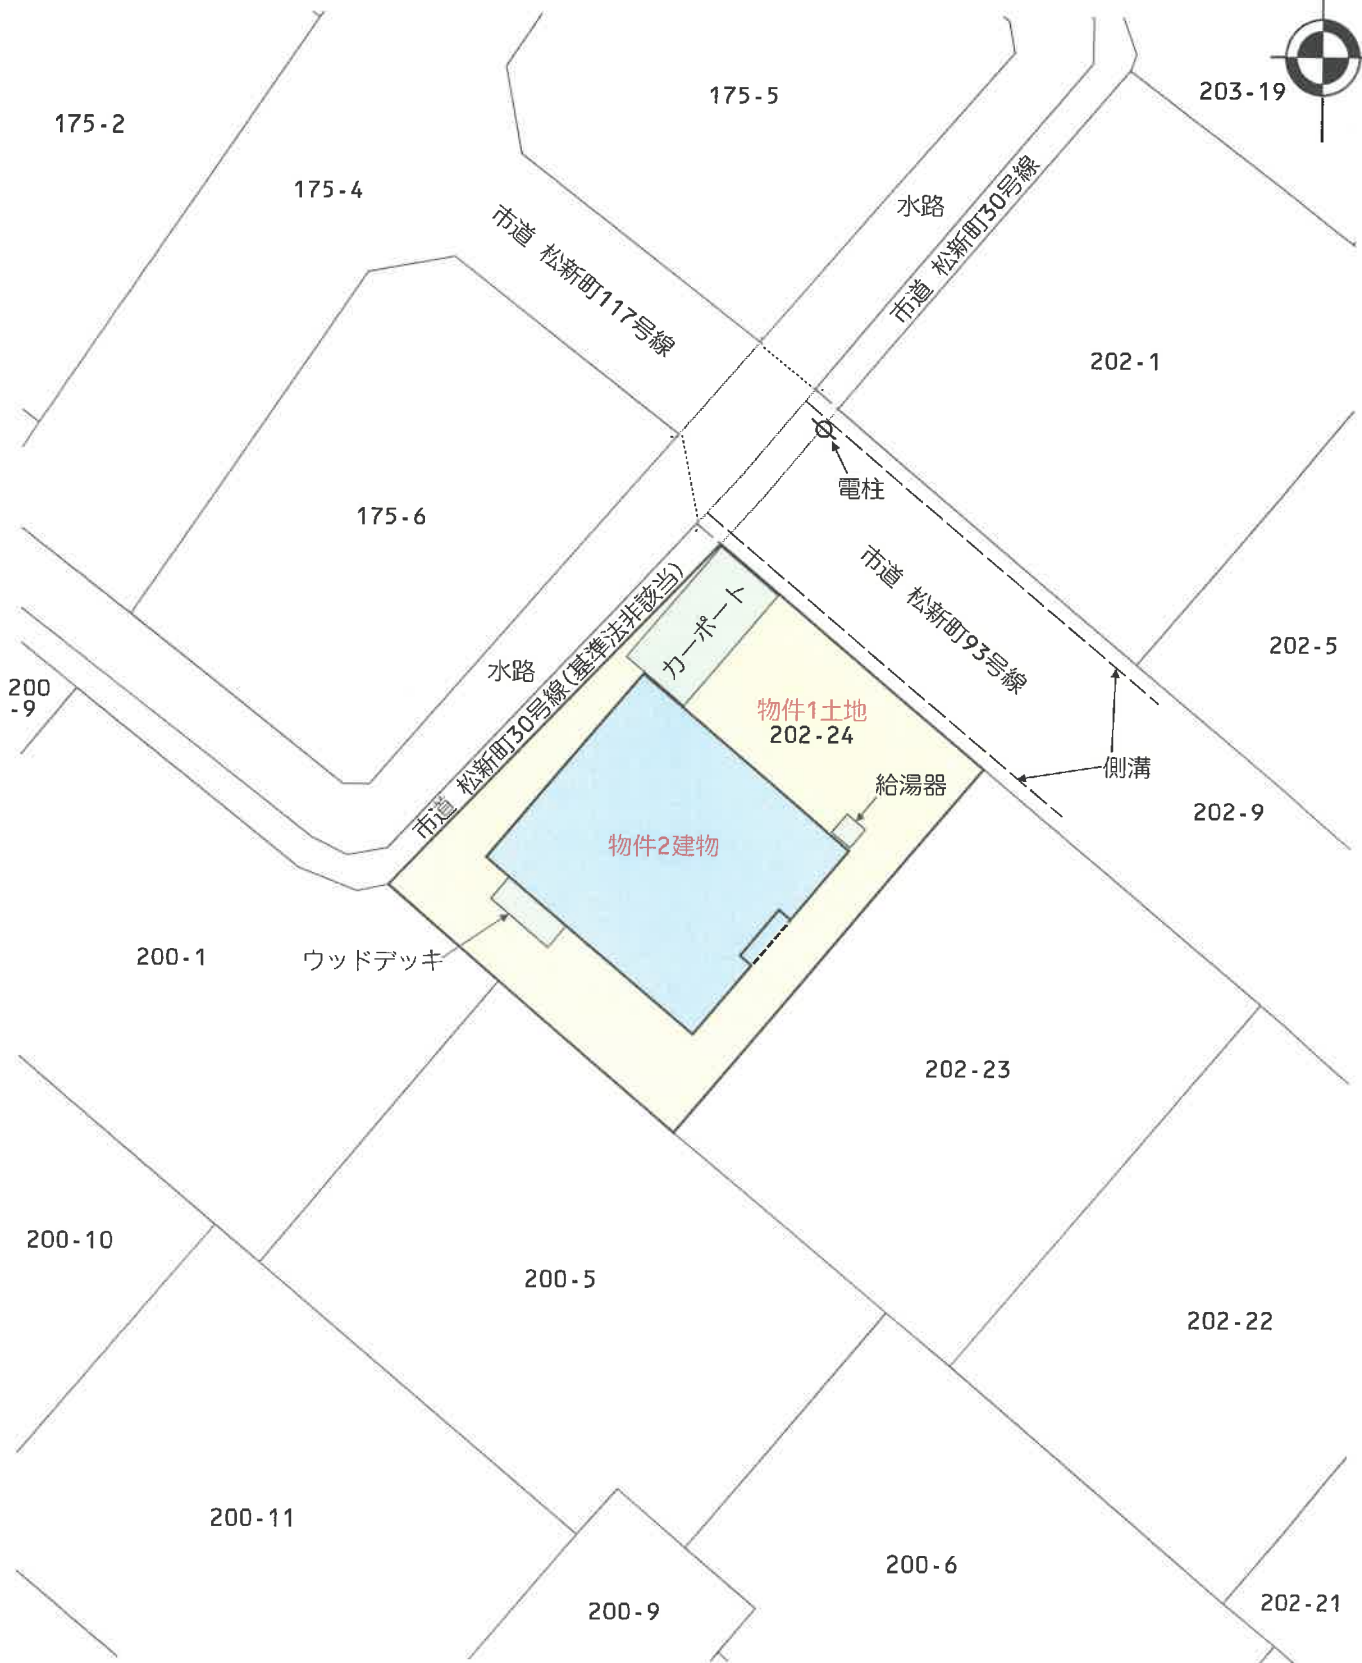 203-19
175-5
175-2
175-4
水路
市道 松新町30号線
市道 松新町117号線
202-1
電柱
175-6
市道 松新町93号線
カーポート
202-5
水路
市道 松新町30号線(基準法非該当)
200
-9
物件1土地
202-24
側溝
給湯器
202-9
物件2建物
200-1
ウッドデッキ
202-23
200-10
200-5
202-22
200-11
200-6
200-9
202-21